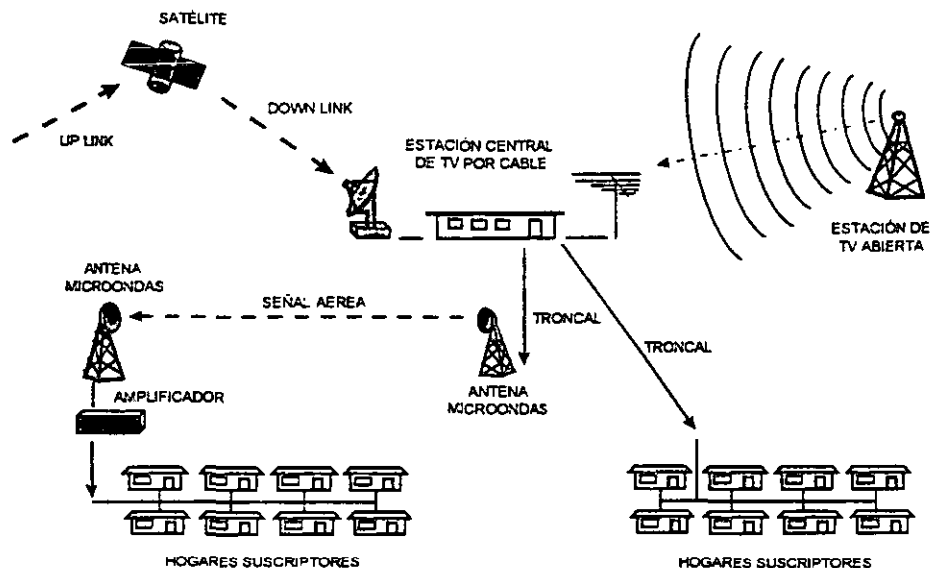 SATÉLITE
DOWN LINK
UP LINK
ESTACIÓN CENTRAL
DE TV POR CABLE
ESTACIÓN DE
TV ABIERTA
ANTENA
MICROONDAS
SEÑAL AEREA
TRONCAL
TRONCAL
ANTENA
MICROONDAS
AMPLIFICADOR
HOGARES SUSCRIPTORES
HOGARES SUSCRIPTORES